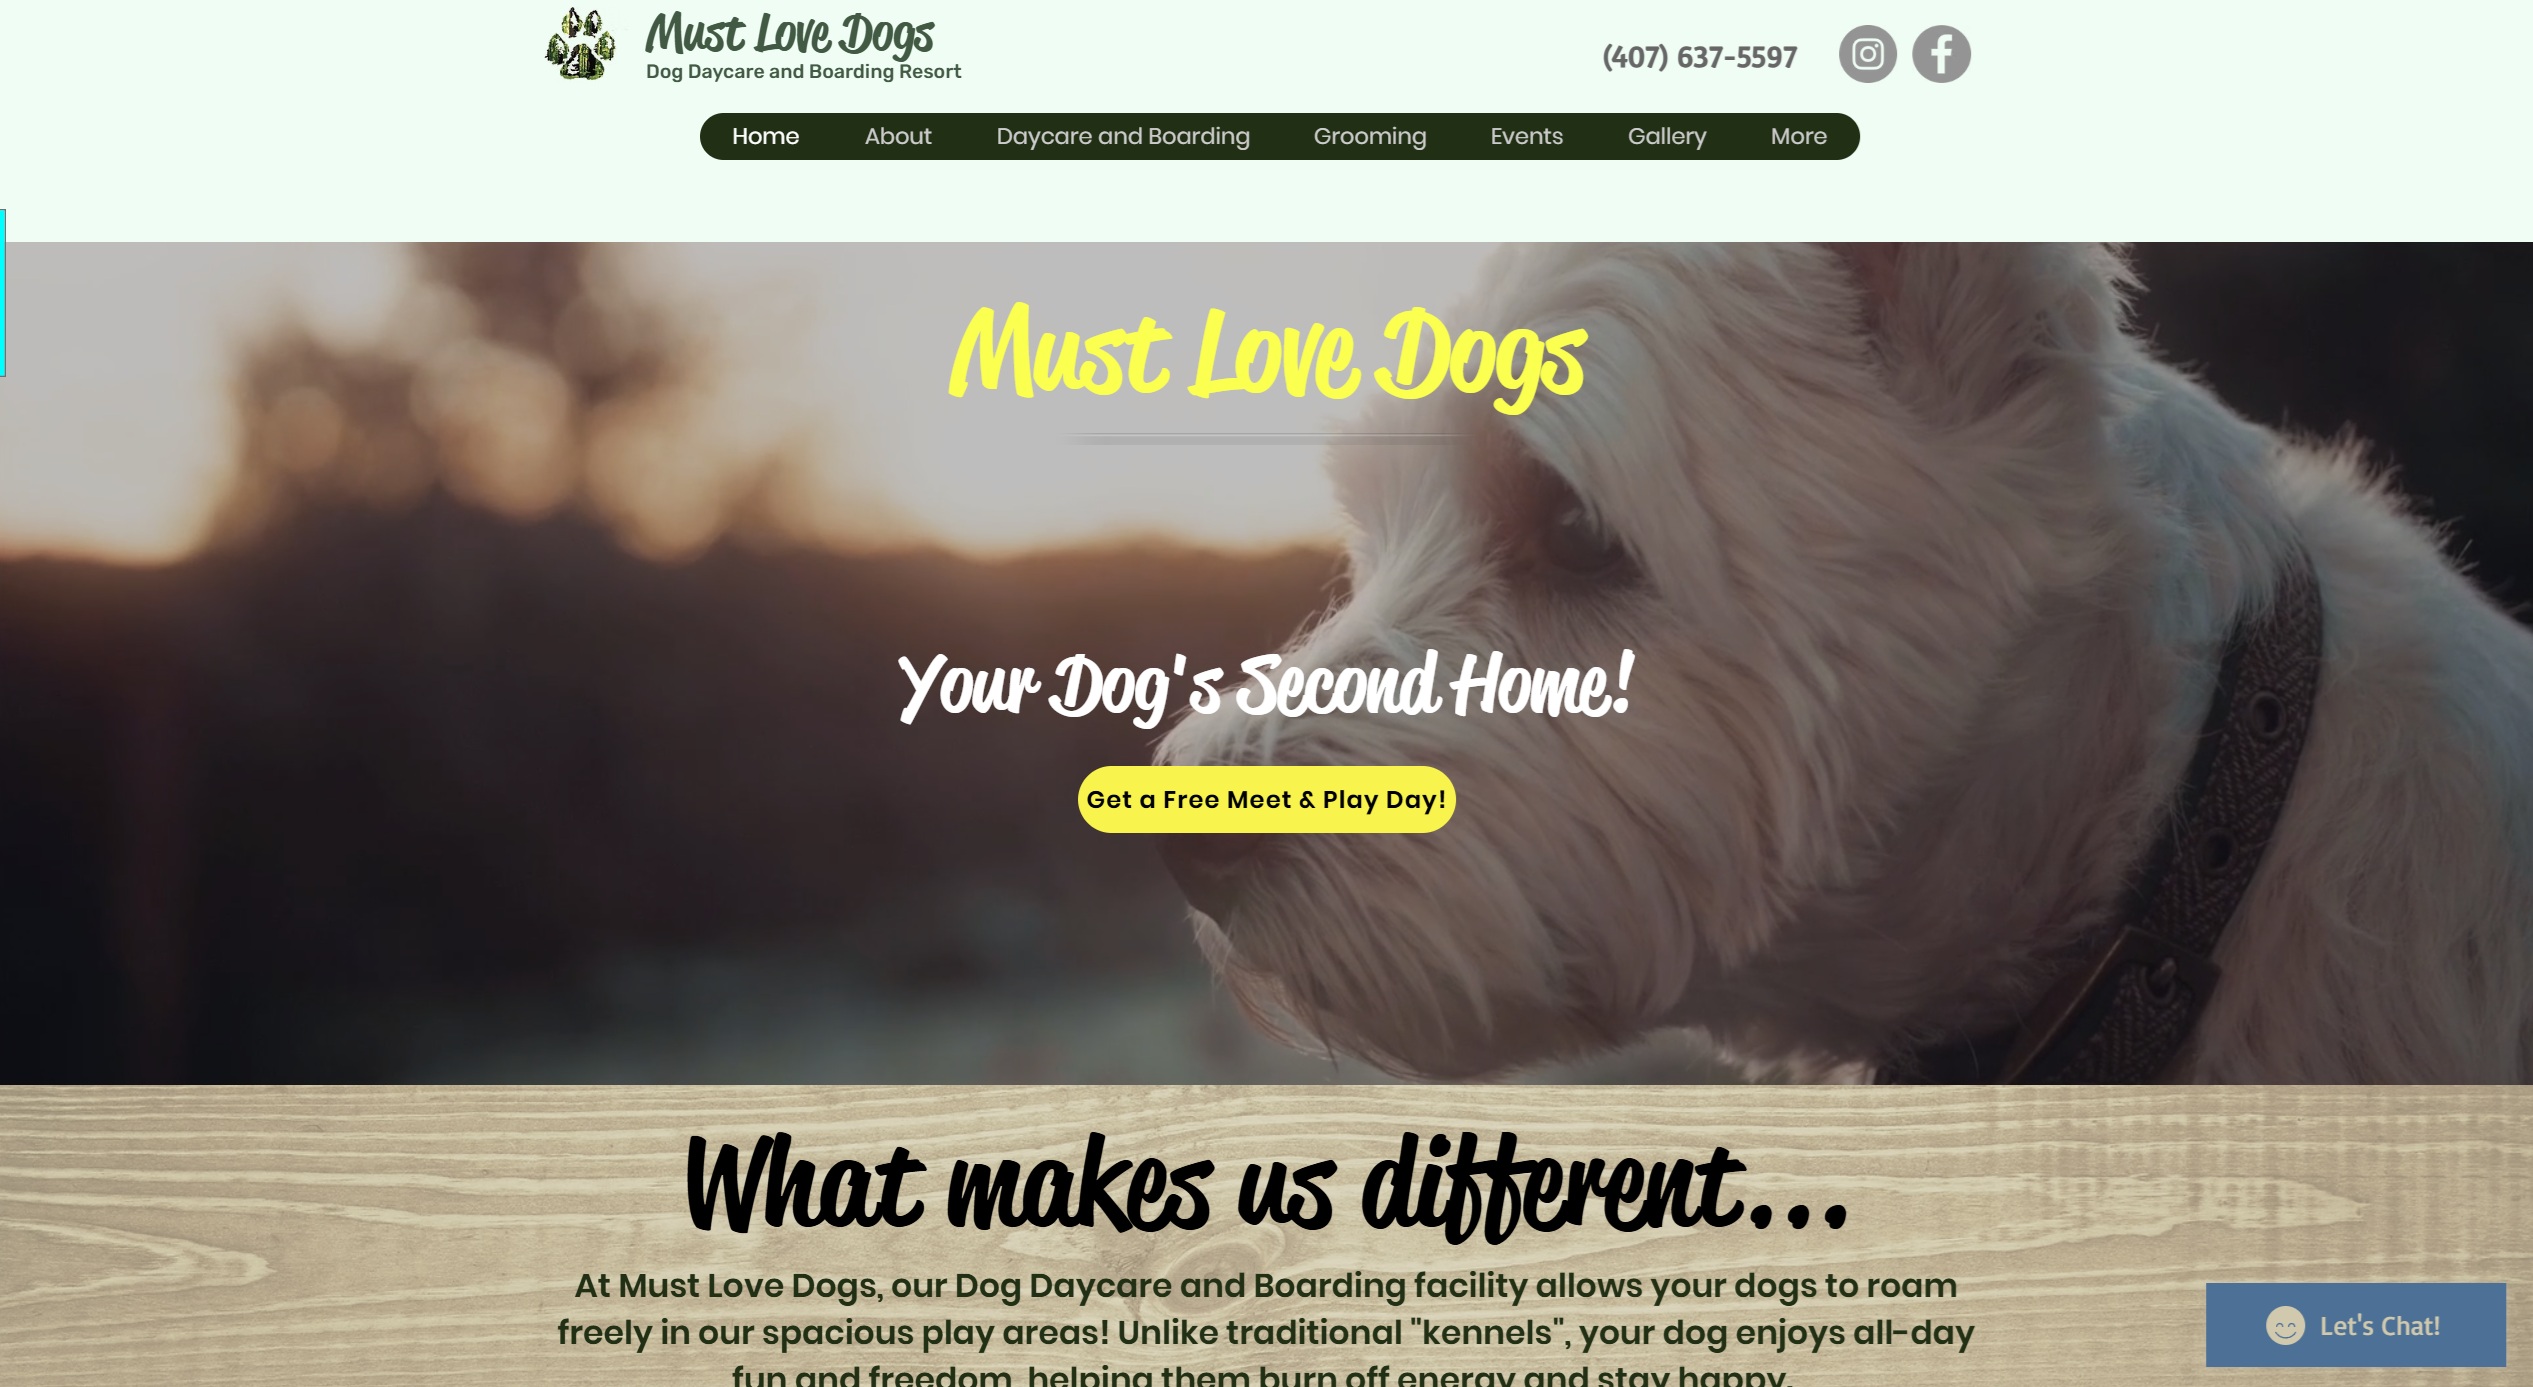 Must Love Dogs
Dog Daycare and Boarding Resort
(407) 637-5597
Home About Daycare and Boarding Grooming Events Gallery More
Must Love Dogs
Your Dog's Second Home!
Get a Free Meet & Play Day!
What makes us different...
At Must Love Dogs, our Dog Daycare and Boarding facility allows your dogs to roam
freely in our spacious play areas! Unlike traditional "kennels", your dog enjoys all-day
fun and freedom, helping them burn off energy and stay happy.
Let's Chat!